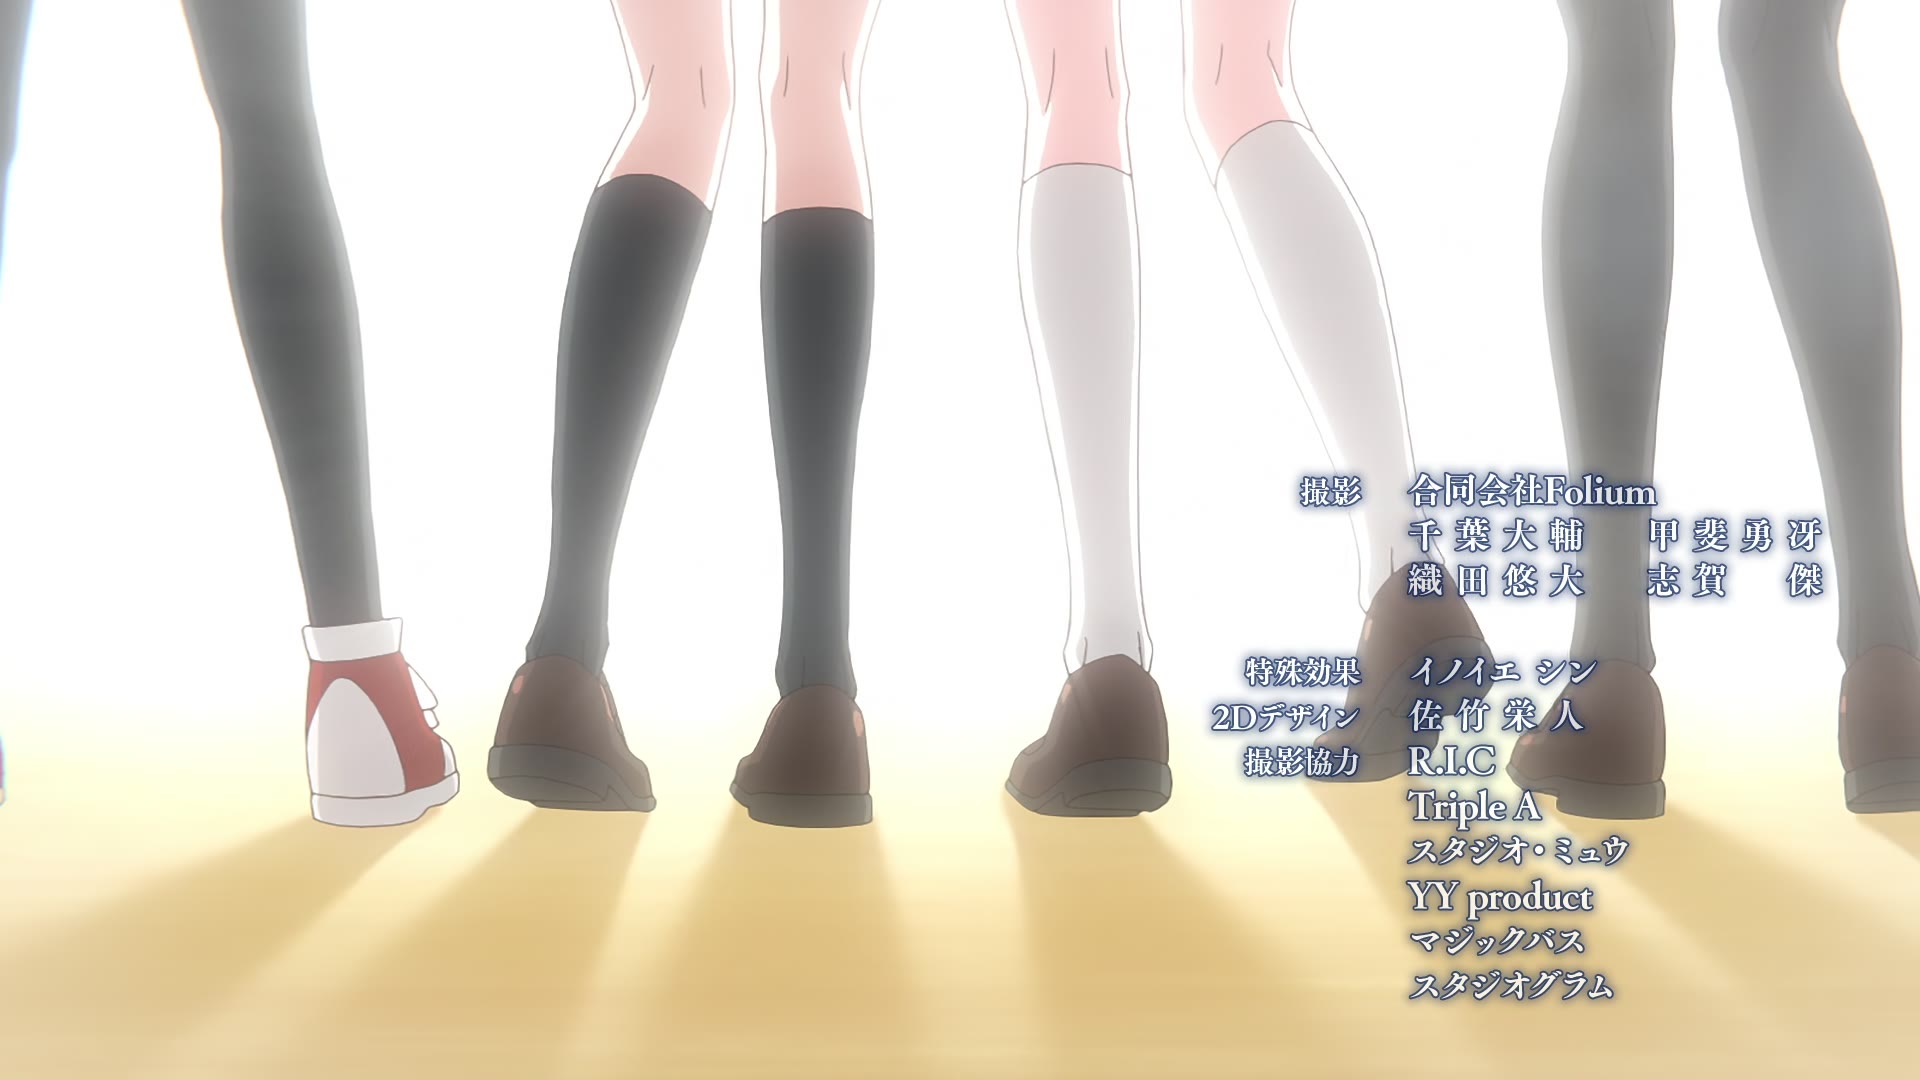 撮影 合同会社Folium
千葉大輔 甲斐勇冴
織田悠大 志賀 傑
特殊効果 イノイエ シン
2Dデザイン 佐竹栄人
撮影協力 R.I.C
Triple A
スタジオ・ミュウ
YY product
マジックバス
スタジオグラム